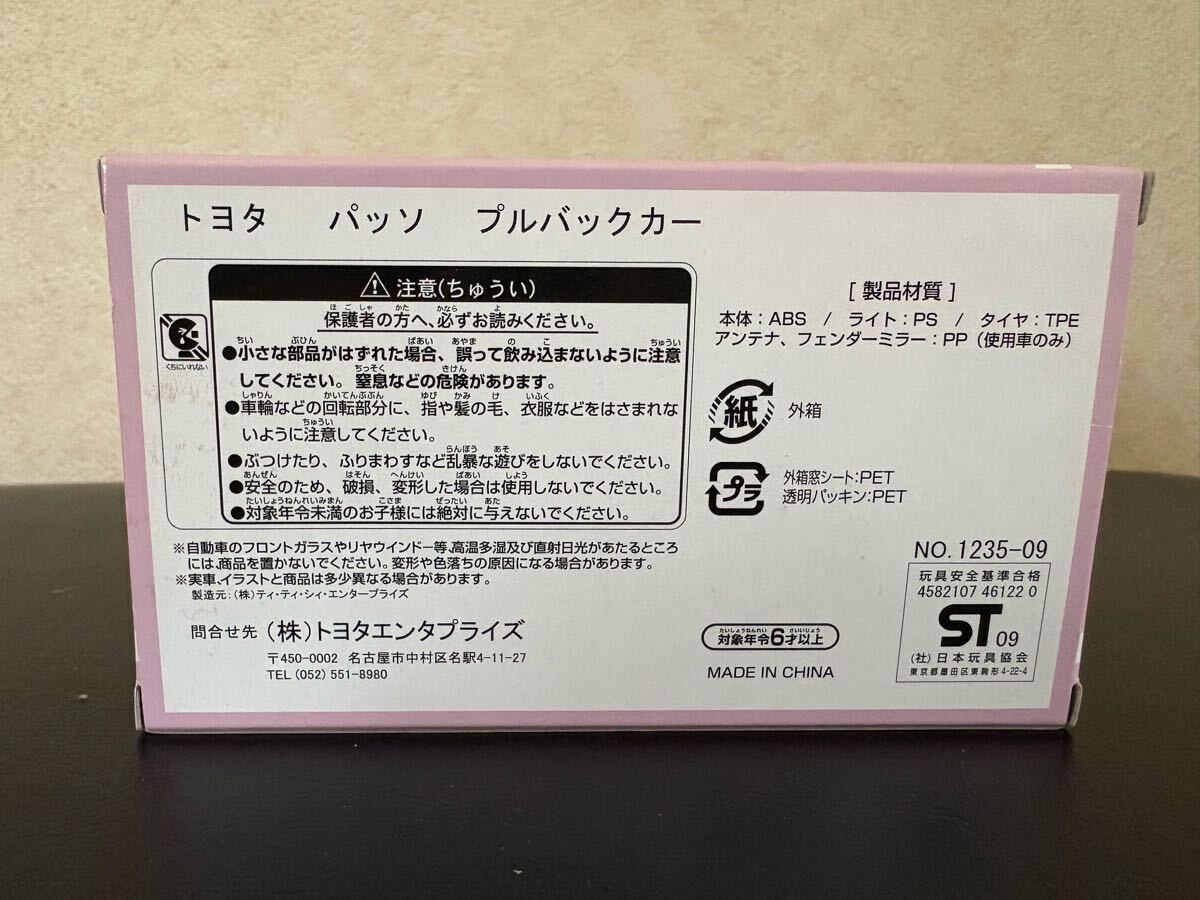 トヨタ　パッソ　プルバックカー
くちにいれない
⚠ 注意(ちゅうい)
保護者の方へ、必ずお読みください。
●小さな部品がはずれた場合、誤って飲み込まないように注意
してください。窒息などの危険があります。
●車輪などの回転部分に、指や髪の毛、衣服などをはさまれな
いように注意してください。
●ぶつけたり、ふりまわすなど乱暴な遊びをしないでください。
●安全のため、破損、変形した場合は使用しないでください。
●対象年令未満のお子様には絶対に与えないでください。
※自動車のフロントガラスやリヤウインドー等、高温多湿及び直射日光があたるところ
には、商品を置かないでください。変形や色落ちの原因になる場合があります。
※実車、イラストと商品は多少異なる場合があります。
製造元:(株)ティ・ティ・シィ・エンタープライズ
問合せ先 (株)トヨタエンタプライズ
〒450-0002 名古屋市中村区名駅4-11-27
TEL (052) 551-8980
[ 製品材質 ]
本体:ABS / ライト:PS / タイヤ:TPE
アンテナ、フェンダーミラー:PP(使用車のみ)
紙 外箱
プラ
外箱窓シート:PET
透明パッキン:PET
対象年令6才以上
MADE IN CHINA
NO. 1235-09
玩具安全基準合格
4582107 46122 0
ST 09
(社)日本玩具協会
東京都墨田区東駒形4-22-4